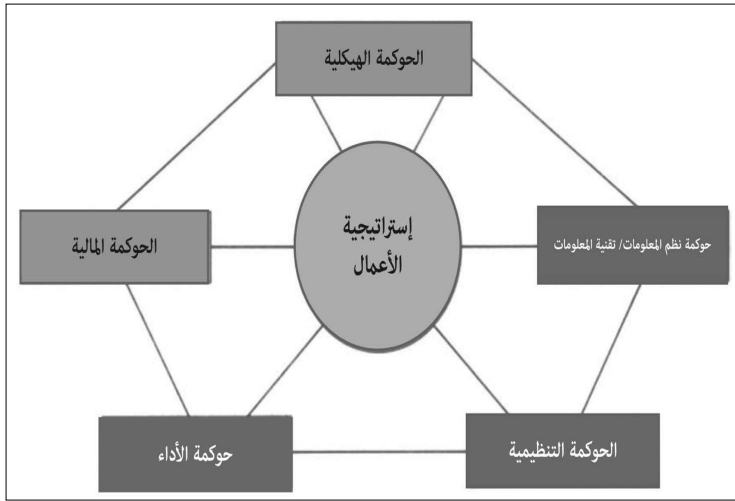 الحوكمة الهيكلية
حوكمة نظم المعلومات/ تقنية المعلومات
إستراتيجية
الأعمال
الحوكمة المالية
الحوكمة التنظيمية
حوكمة الأداء